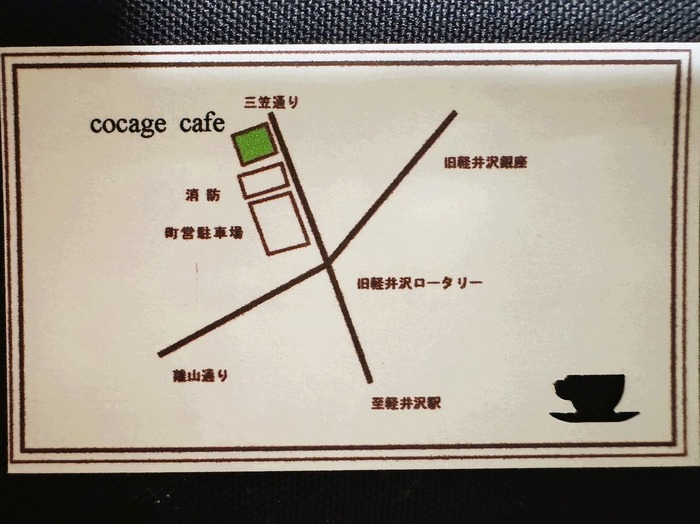 三笠通り
cocage cafe
旧軽井沢銀座
消防
町営駐車場
旧軽井沢ロータリー
離山通り
至軽井沢駅